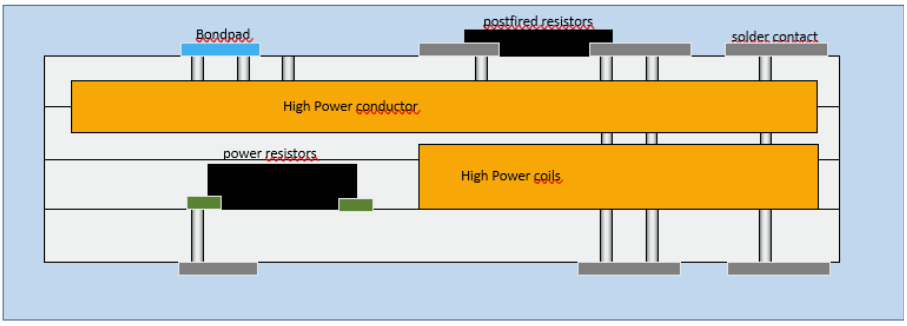 postfired resistors
Bondpad
solder contact
High Power conductor
power resistors
High Power coils